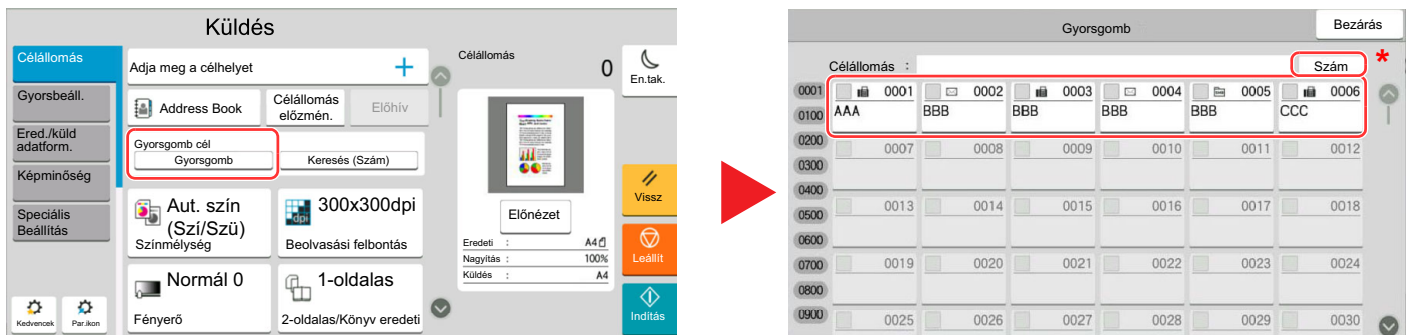 Küldés
Célállomás
Gyorsbeáll.
Ered./küld
adatform.
Képminőség
Speciális
Beállítás
Kedvencek
Par.ikon
Adja meg a célhelyet
Address Book
Célállomás
előzmén.
Előhív
Gyorsgomb cél
Gyorsgomb
Keresés (Szám)
Aut. szín
(Szí/Szü)
Színmélység
300x300dpi
dpi
Beolvasási felbontás
Normál 0
Fényerő
1-oldalas
2-oldalas/Könyv eredeti
Célállomás
0
Előnézet
Eredeti : A4
Nagyítás : 100%
Küldés : A4
En.tak.
Vissz
Leállít
Indítás
Gyorsgomb
Bezárás
Célállomás :
Szám
*
0001
0100
0200
0300
0400
0500
0600
0700
0800
0900
0001 0002 0003 0004 0005 0006
AAA BBB BBB BBB BBB CCC
0007 0008 0009 0010 0011 0012
0013 0014 0015 0016 0017 0018
0019 0020 0021 0022 0023 0024
0025 0026 0027 0028 0029 0030